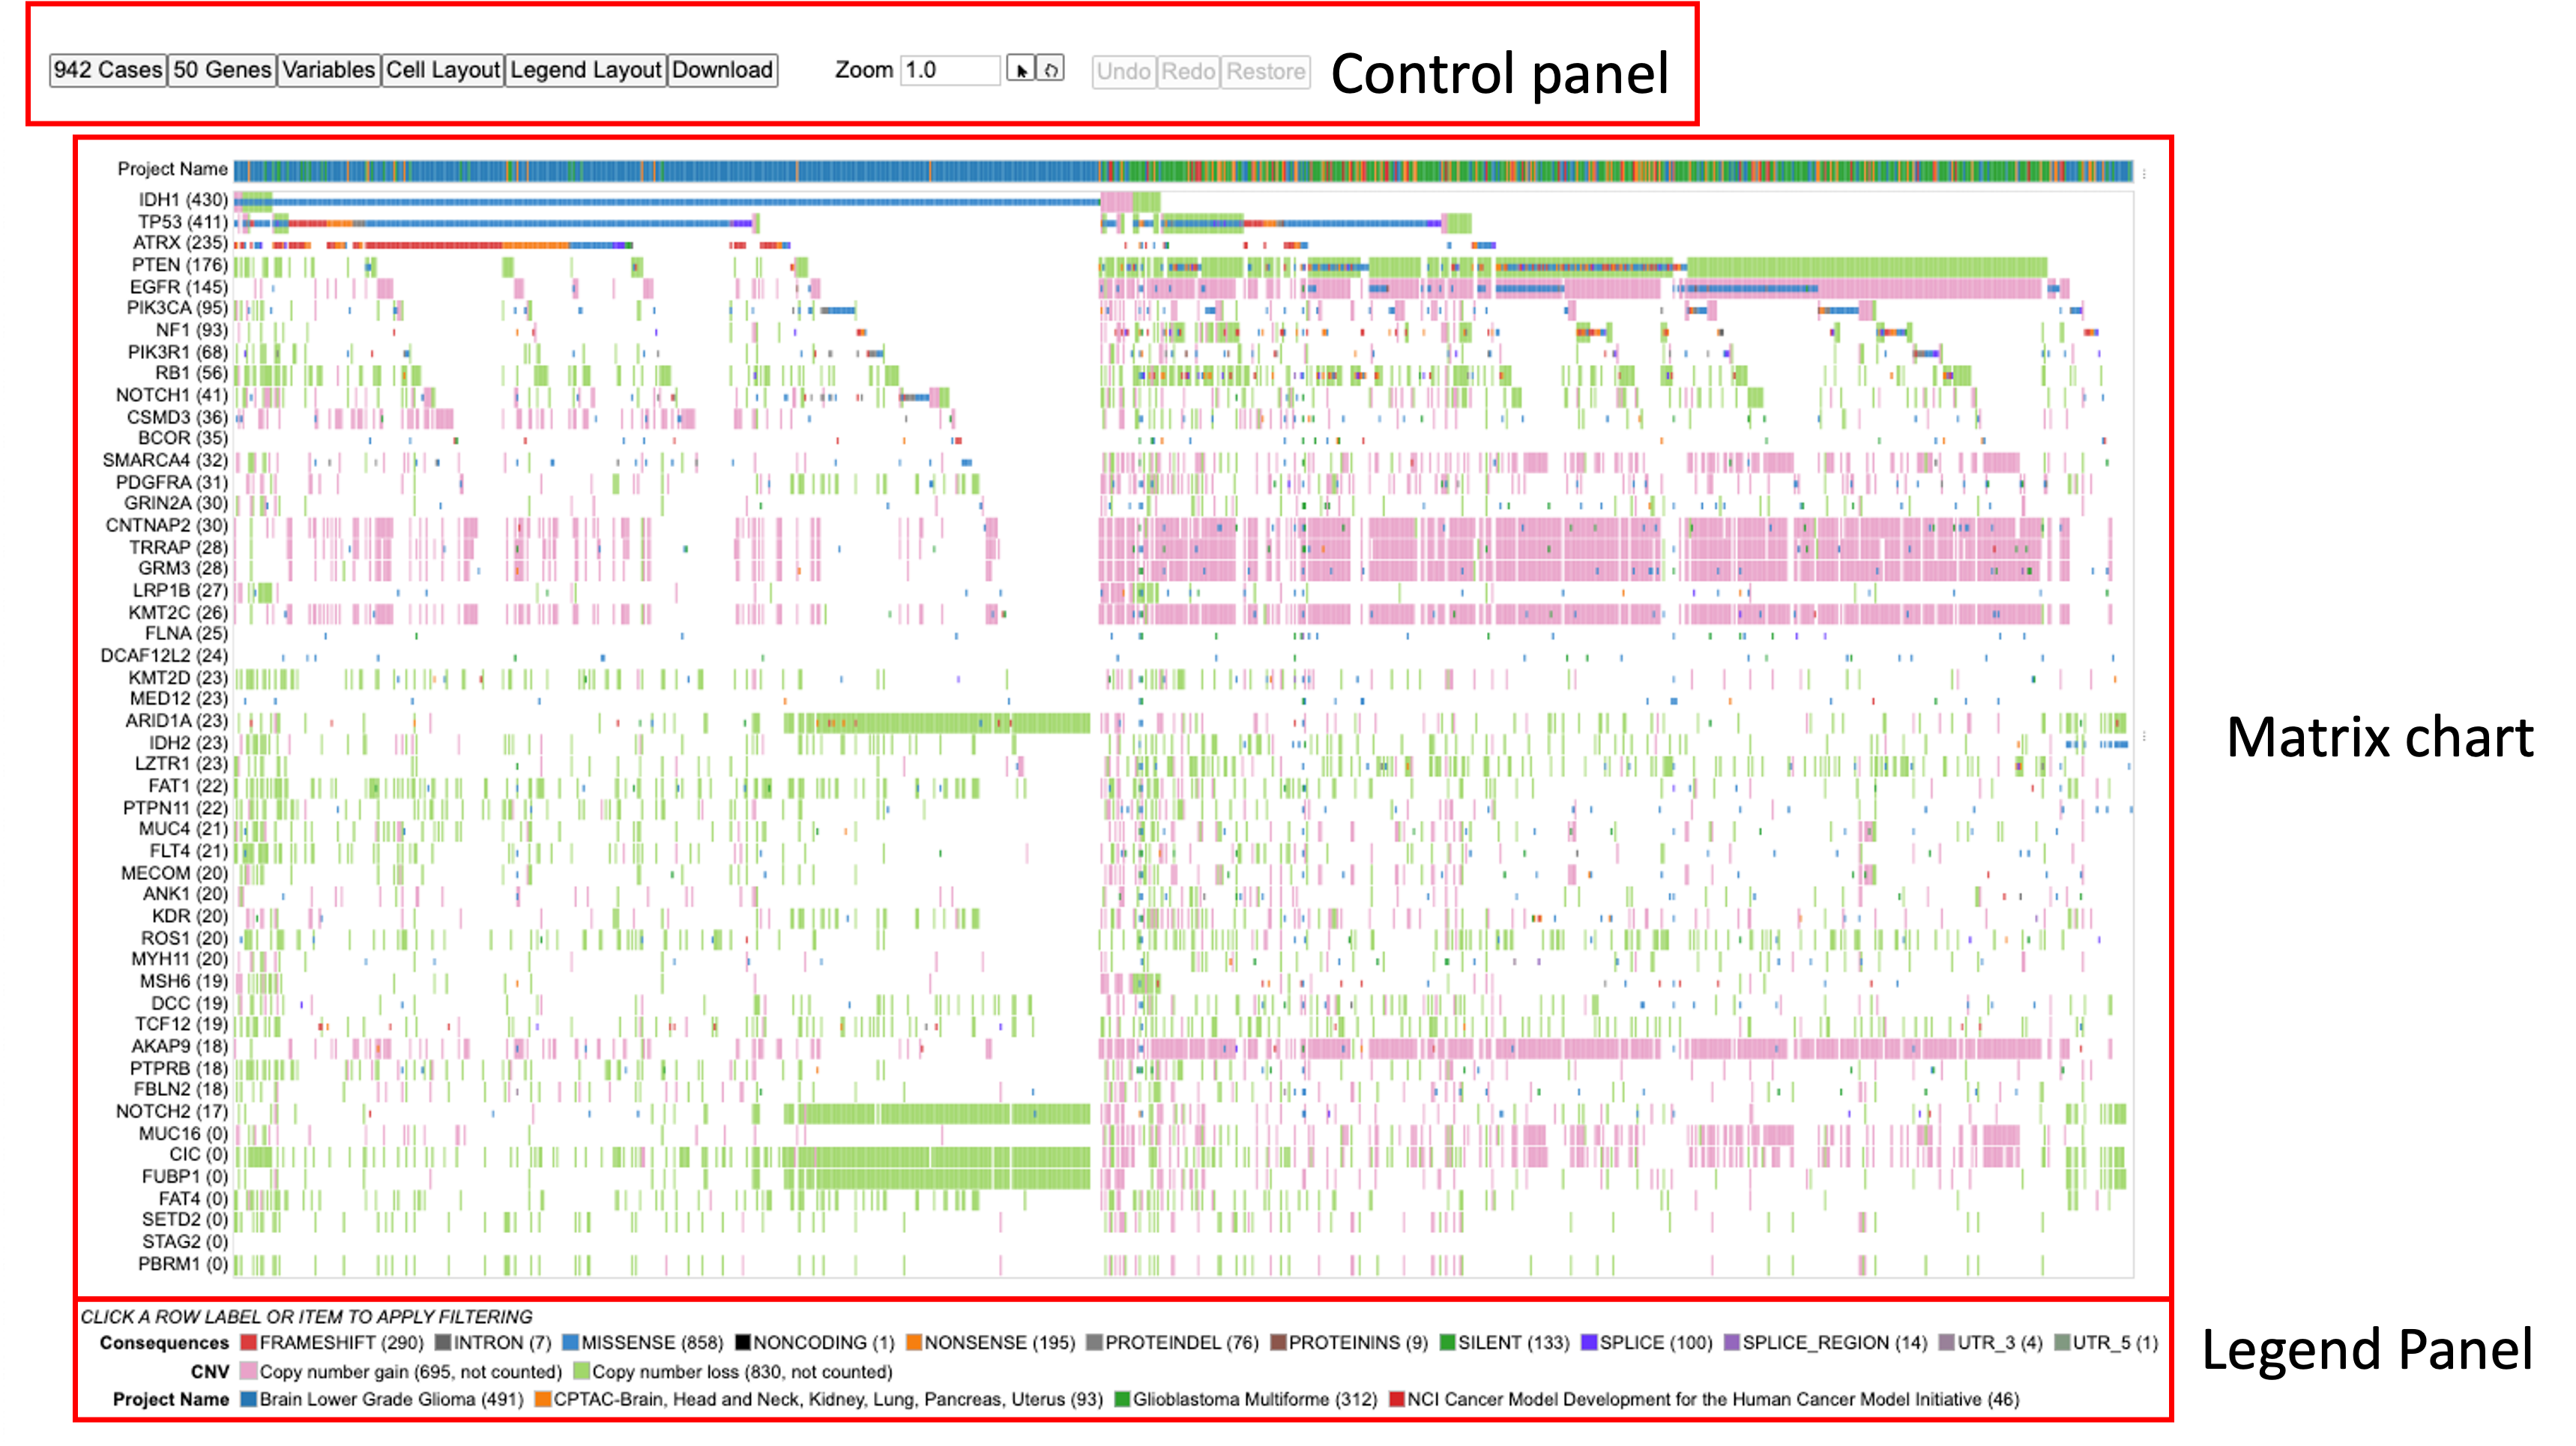 942 Cases 50 Genes Variables Cell Layout Legend Layout Download Zoom 1.0 Undo Redo Restore Control panel
Project Name
IDH1 (430)
TP53 (411)
ATRX (235)
PTEN (176)
EGFR (145)
PIK3CA (95)
NF1 (93)
PIK3R1 (68)
RB1 (56)
NOTCH1 (41)
CSMD3 (36)
BCOR (35)
SMARCA4 (32)
PDGFRA (31)
GRIN2A (30)
CNTNAP2 (30)
TRRAP (28)
GRM3 (28)
LRP1B (27)
KMT2C (26)
FLNA (25)
DCAF12L2 (24)
KMT2D (23)
MED12 (23)
ARID1A (23)
Matrix chart
IDH2 (23)
LZTR1 (23)
FAT1 (22)
PTPN11 (22)
MUC4 (21)
FLT4 (21)
MECOM (20)
ANK1 (20)
KDR (20)
ROS1 (20)
MYH11 (20)
MSH6 (19)
DCC (19)
TCF12 (19)
AKAP9 (18)
PTPRB (18)
FBLN2 (18)
NOTCH2 (17)
MUC16 (0)
CIC (0)
FUBP1 (0)
FAT4 (0)
SETD2 (0)
STAG2 (0)
PBRM1 (0)
CLICK A ROW LABEL OR ITEM TO APPLY FILTERING
Consequences FRAMESHIFT (290) INTRON (7) MISSENSE (858) NONCODING (1) NONSENSE (195) PROTEINDEL (76) PROTEININS (9) SILENT (133) SPLICE (100) SPLICE_REGION (14) UTR_3 (4) UTR_5 (1)
Legend Panel
CNV Copy number gain (695, not counted) Copy number loss (830, not counted)
Project Name Brain Lower Grade Glioma (491) CPTAC-Brain, Head and Neck, Kidney, Lung, Pancreas, Uterus (93) Glioblastoma Multiforme (312) NCI Cancer Model Development for the Human Cancer Model Initiative (46)